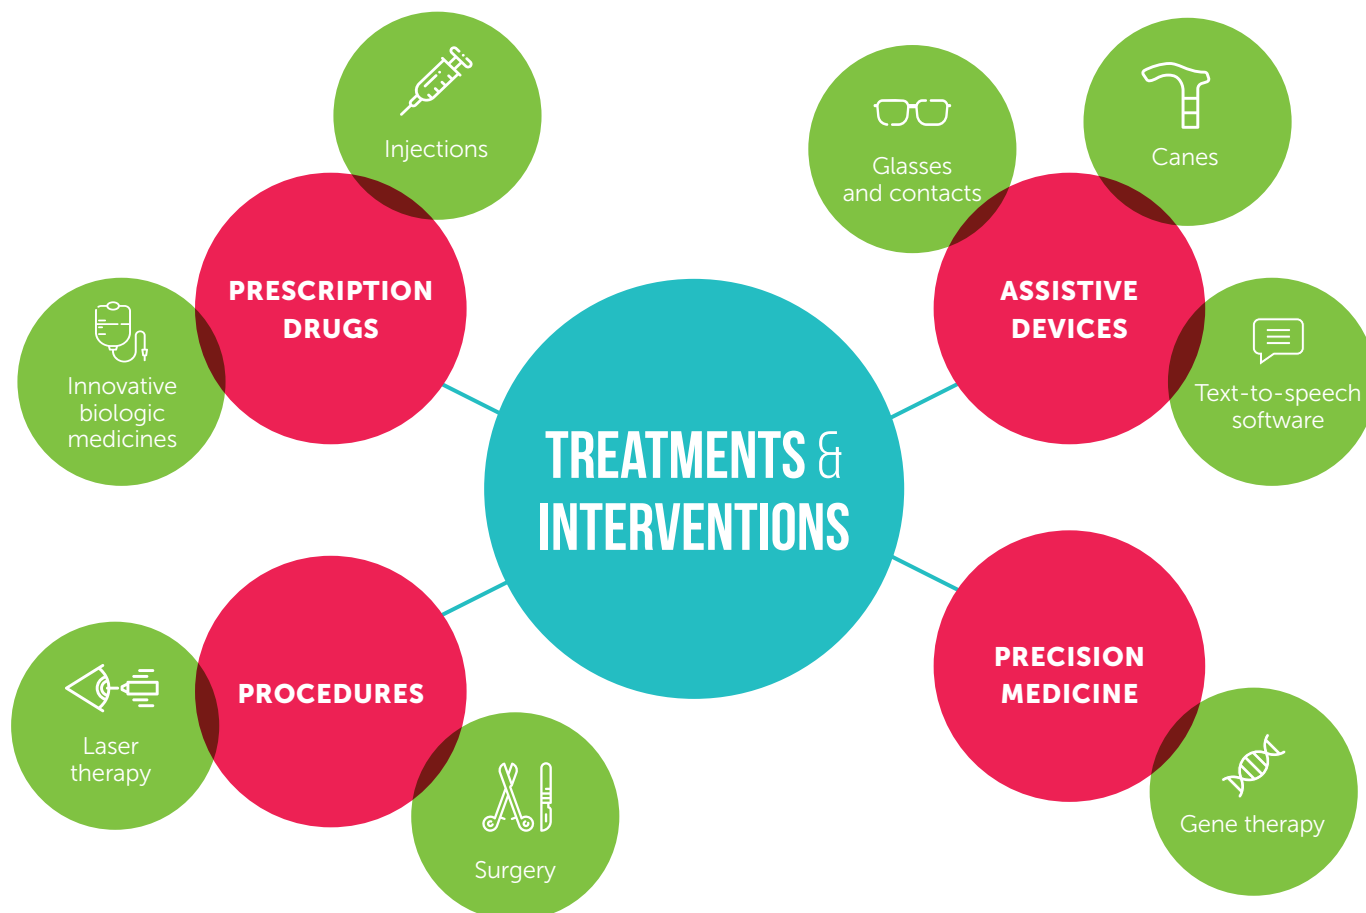 Injections
PRESCRIPTION
DRUGS
Innovative
biologic
medicines
Glasses
and contacts
Canes
ASSISTIVE
DEVICES
Text-to-speech
software
TREATMENTS &
INTERVENTIONS
PROCEDURES
Laser
therapy
Surgery
PRECISION
MEDICINE
Gene therapy